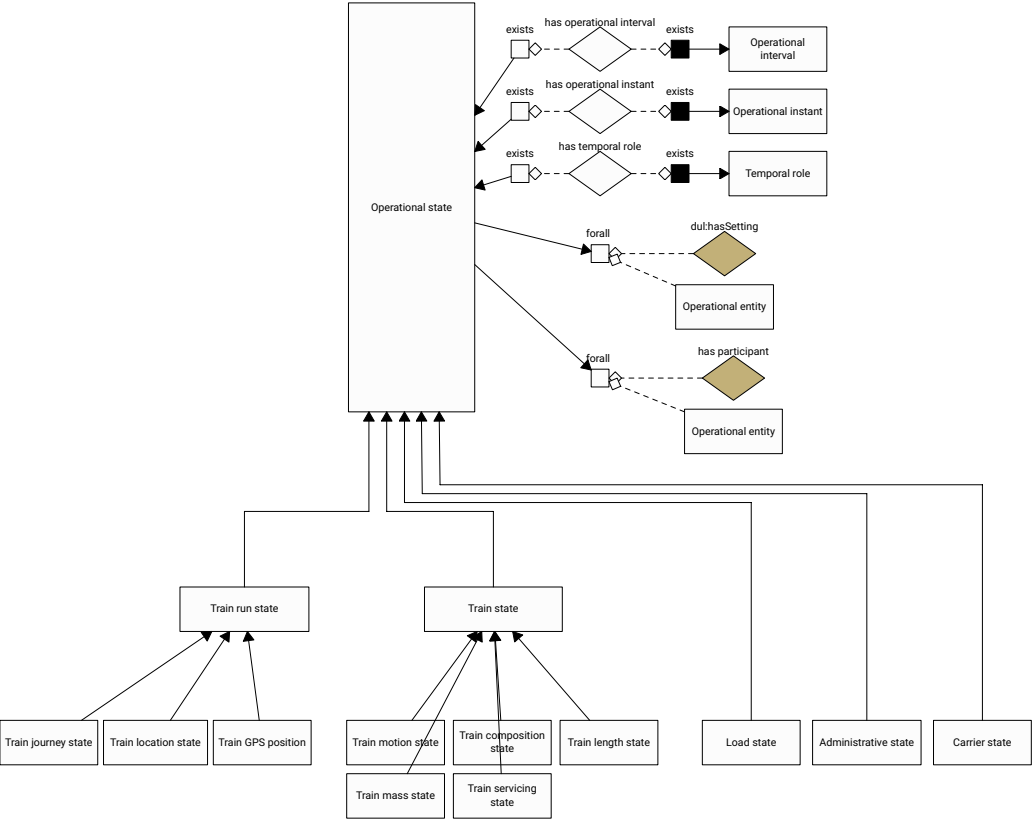 has operational interval
exists
exists
Operational
interval
has operational instant
exists
exists
Operational instant
has temporal role
exists
exists
Temporal role
Operational state
dul:hasSetting
forall
Operational entity
has participant
forall
Operational entity
Train run state
Train state
Train journey state
Train location state
Train GPS position
Train motion state
Train composition
state
Train length state
Load state
Administrative state
Carrier state
Train mass state
Train servicing
state